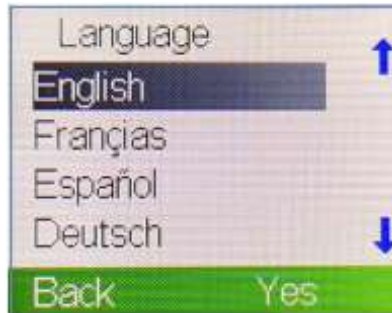 Language
English
Françias
Español
Deutsch
Back Yes